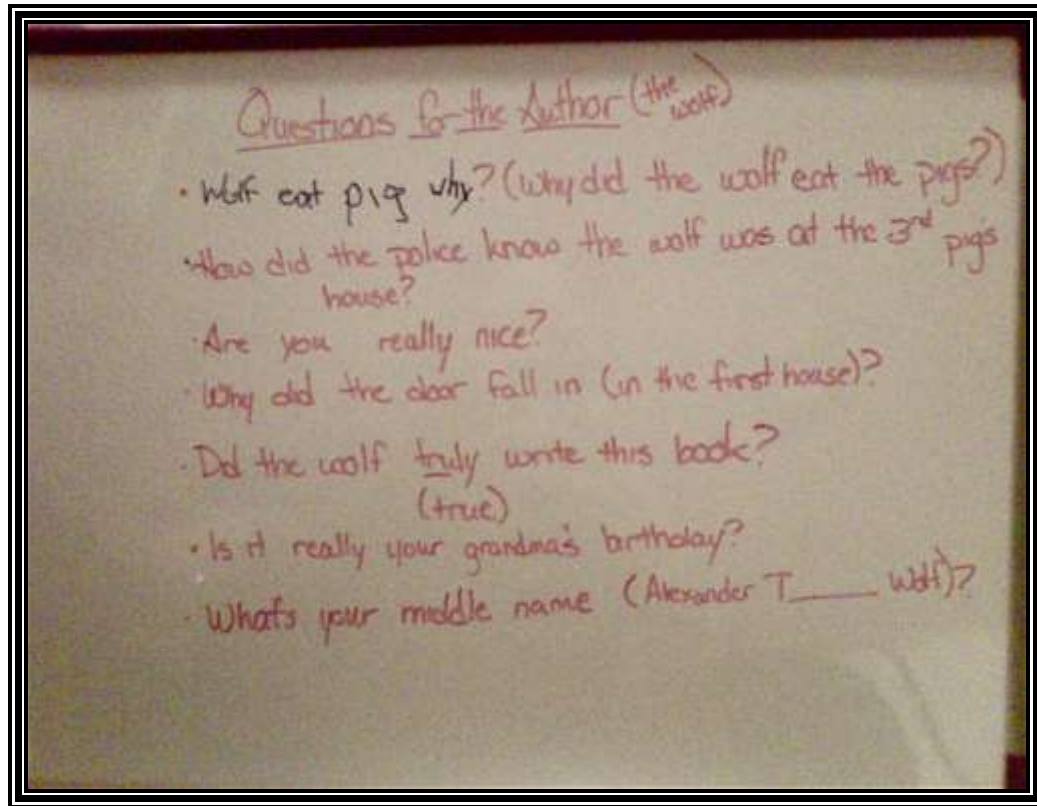 Questions for the Author (the wolf)
• Wolf eat pig why? (Why did the wolf eat the pigs?)
• How did the police know the wolf was at the 3rd pig's
house?
· Are you really nice?
· Why did the door fall in (in the first house)?
· Did the wolf truly write this book?
(true)
• Is it really your grandma's birthday?
· What's your middle name (Alexander T____ Wolf)?